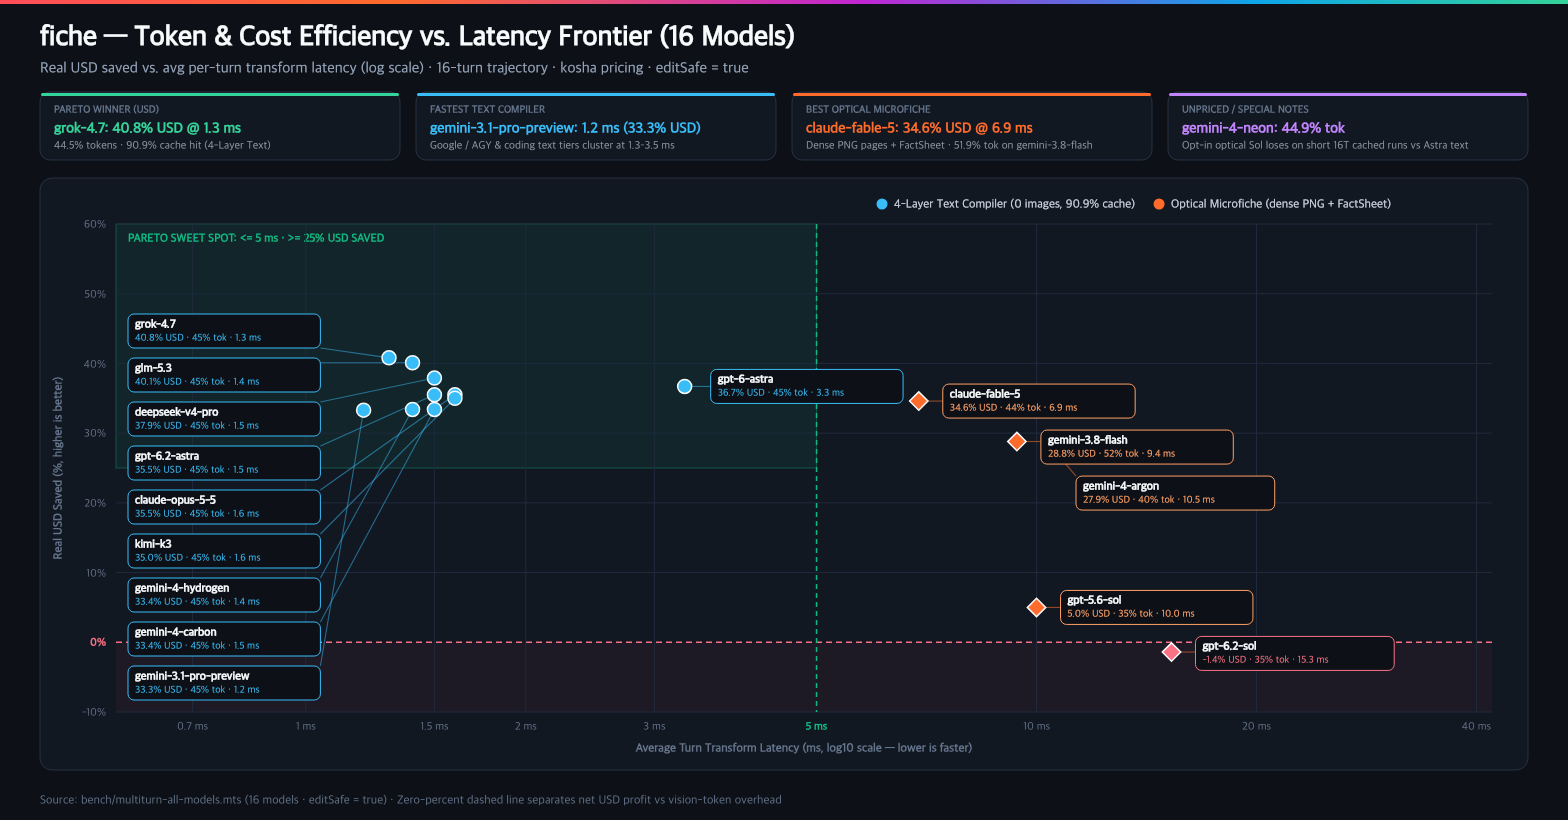 fiche — Token & Cost Efficiency vs. Latency Frontier (16 Models)
Real USD saved vs. avg per-turn transform latency (log scale) · 16-turn trajectory · kosha pricing · editSafe = true
PARETO WINNER (USD)
grok-4.7: 40.8% USD @ 1.3 ms
44.5% tokens · 90.9% cache hit (4-Layer Text)
FASTEST TEXT COMPILER
gemini-3.1-pro-preview: 1.2 ms (33.3% USD)
Google / AGY & coding text tiers cluster at 1.3-3.5 ms
BEST OPTICAL MICROFICHE
claude-fable-5: 34.6% USD @ 6.9 ms
Dense PNG pages + FactSheet · 51.9% tok on gemini-3.8-flash
UNPRICED / SPECIAL NOTES
gemini-4-neon: 44.9% tok
Opt-in optical Sol loses on short 16T cached runs vs Astra text
4-Layer Text Compiler (0 images, 90.9% cache)
Optical Microfiche (dense PNG + FactSheet)
PARETO SWEET SPOT: <= 5 ms · >= 25% USD SAVED
60%
50%
40%
30%
20%
10%
0%
-10%
Real USD Saved (%, higher is better)
grok-4.7
40.8% USD · 45% tok · 1.3 ms
glm-5.3
40.1% USD · 45% tok · 1.4 ms
deepseek-v4-pro
37.9% USD · 45% tok · 1.5 ms
gpt-6.2-astra
35.5% USD · 45% tok · 1.5 ms
claude-opus-5-5
35.5% USD · 45% tok · 1.6 ms
kimi-k3
35.0% USD · 45% tok · 1.6 ms
gemini-4-hydrogen
33.4% USD · 45% tok · 1.4 ms
gemini-4-carbon
33.4% USD · 45% tok · 1.5 ms
gemini-3.1-pro-preview
33.3% USD · 45% tok · 1.2 ms
gpt-6-astra
36.7% USD · 45% tok · 3.3 ms
claude-fable-5
34.6% USD · 44% tok · 6.9 ms
gemini-3.8-flash
28.8% USD · 52% tok · 9.4 ms
gemini-4-argon
27.9% USD · 40% tok · 10.5 ms
gpt-5.6-sol
5.0% USD · 35% tok · 10.0 ms
gpt-6.2-sol
-1.4% USD · 35% tok · 15.3 ms
0.7 ms
1 ms
1.5 ms
2 ms
3 ms
5 ms
10 ms
20 ms
40 ms
Average Turn Transform Latency (ms, log10 scale — lower is faster)
Source: bench/multiturn-all-models.mts (16 models · editSafe = true) · Zero-percent dashed line separates net USD profit vs vision-token overhead